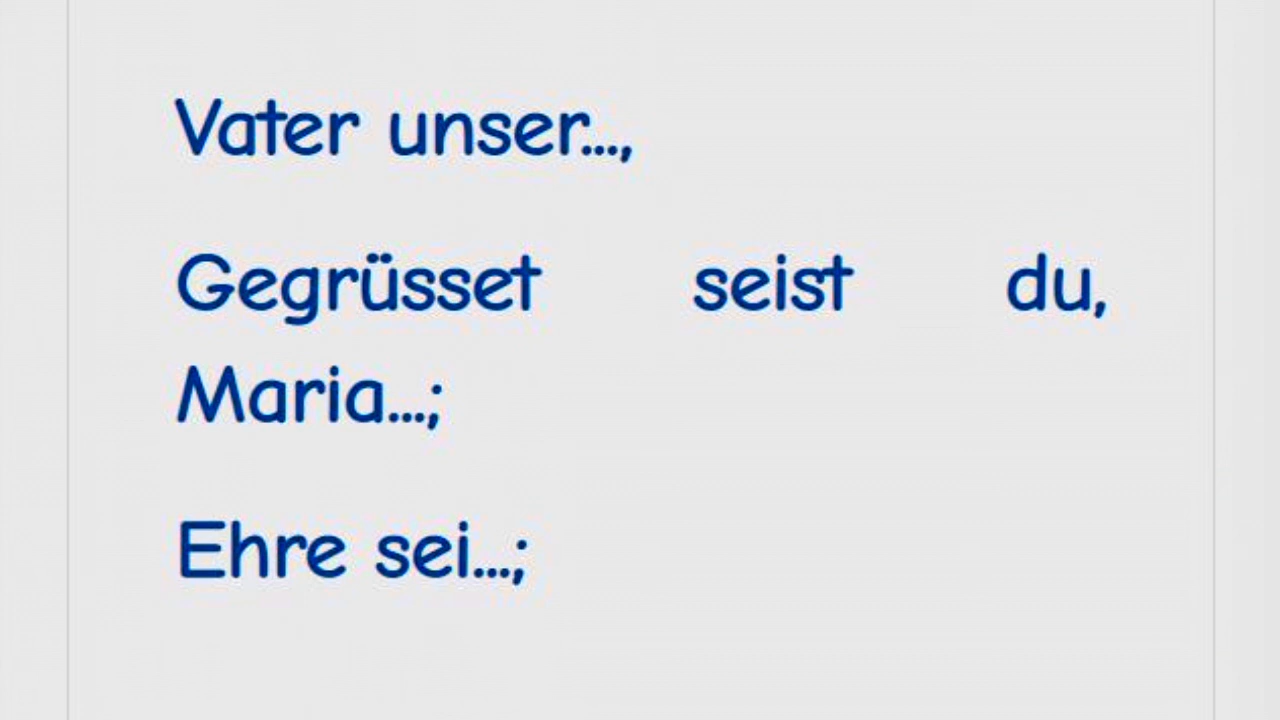 Vater unser...,
Gegrüsset seist du,
Maria...;
Ehre sei...;